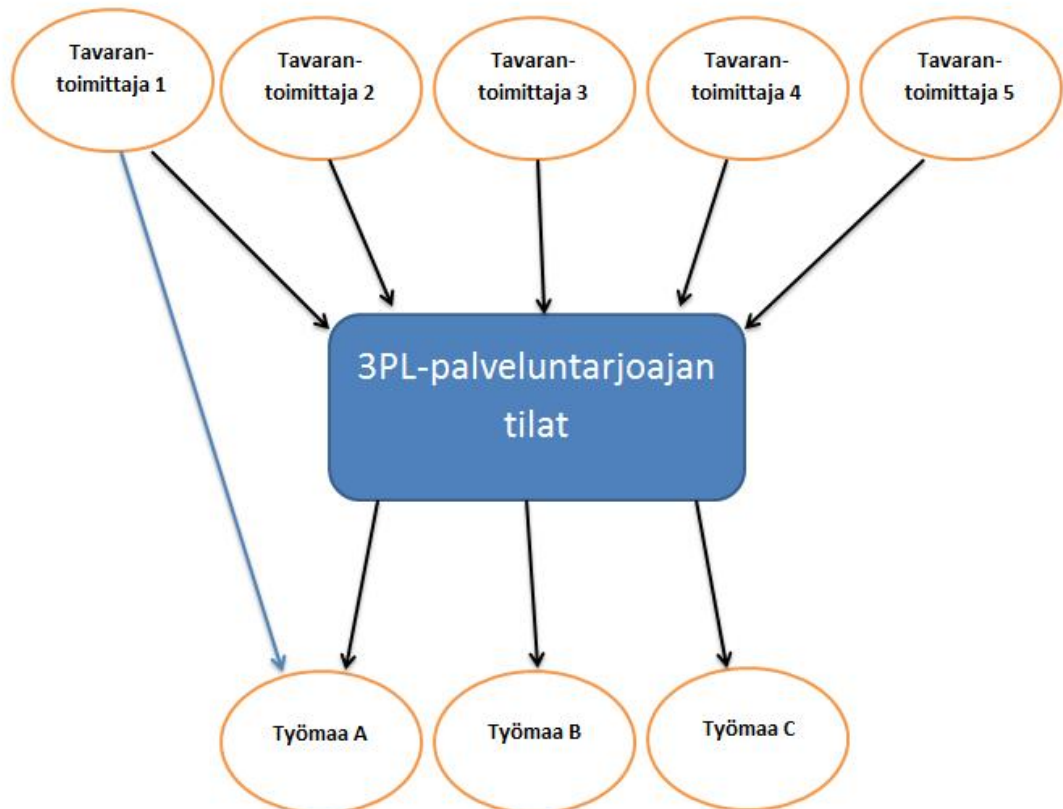 Tavaran-
toimittaja 1
Tavaran-
toimittaja 2
Tavaran-
toimittaja 3
Tavaran-
toimittaja 4
Tavaran-
toimittaja 5
3PL-palveluntarjoajan
tilat
Työmaa A
Työmaa B
Työmaa C